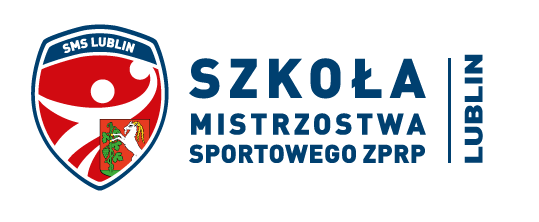 SMS LUBLIN
SZKOŁA
MISTRZOSTWA
SPORTOWEGO ZPRP
LUBLIN